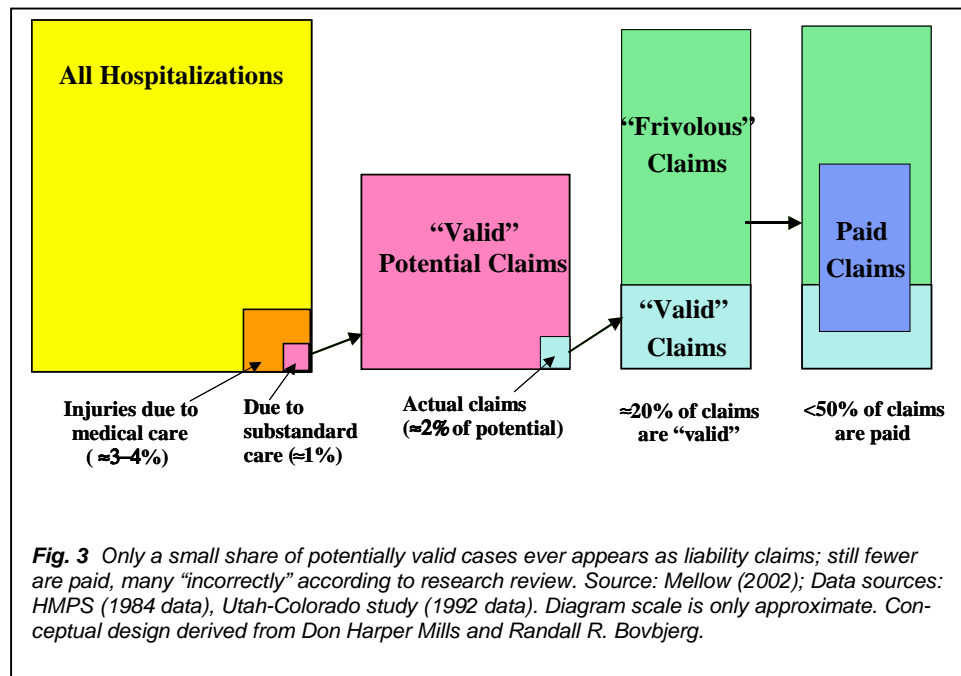 All Hospitalizations
“Valid”
Potential Claims
“Frivolous”
Claims
“Valid”
Claims
Paid
Claims
Injuries due to
medical care
( ≈3–4%)
Due to
substandard
care (≈1%)
Actual claims
(≈2% of potential)
≈20% of claims
are “valid”
<50% of claims
are paid
Fig. 3 Only a small share of potentially valid cases ever appears as liability claims; still fewer
are paid, many “incorrectly” according to research review. Source: Mellow (2002); Data sources:
HMPS (1984 data), Utah-Colorado study (1992 data). Diagram scale is only approximate. Con-
ceptual design derived from Don Harper Mills and Randall R. Bovbjerg.